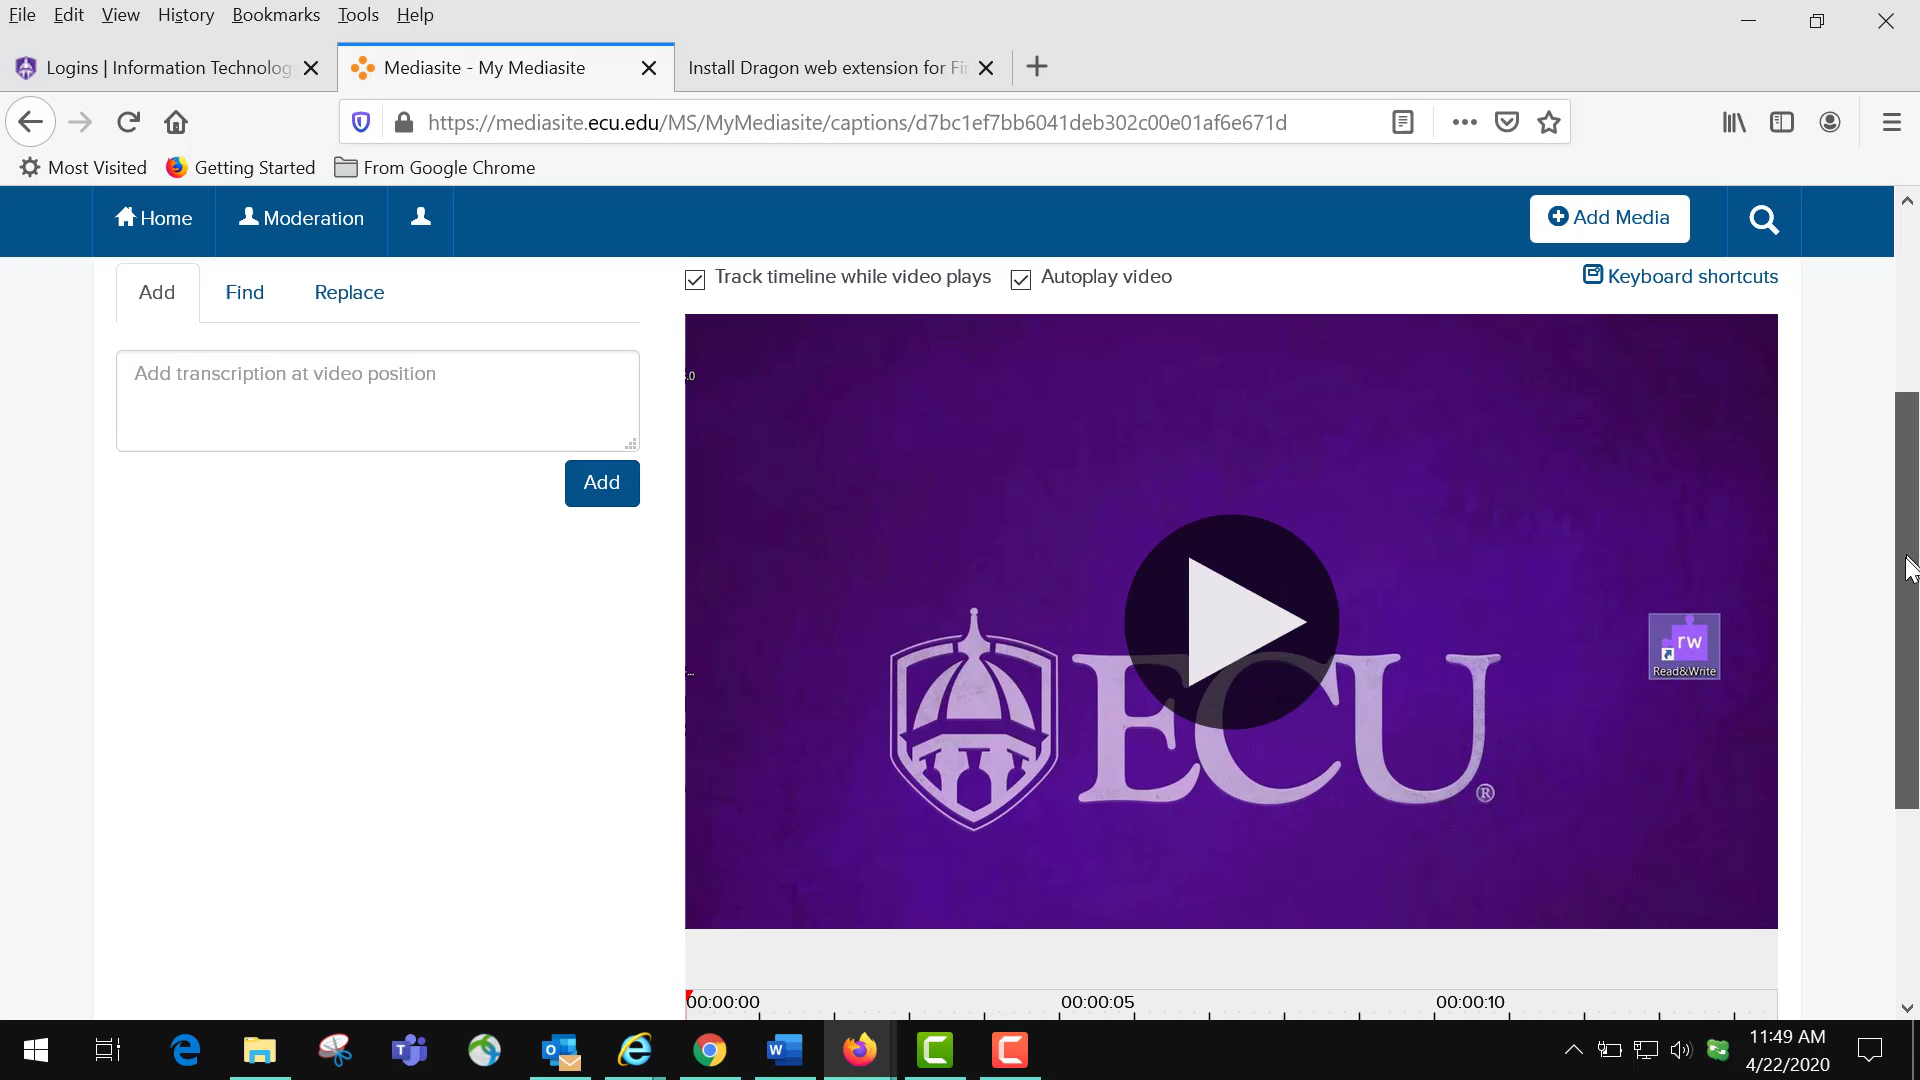 File Edit View History Bookmarks Tools Help
Logins | Information Technolog
Mediasite - My Mediasite
Install Dragon web extension for Fi
https://mediasite.ecu.edu/MS/MyMediasite/captions/d7bc1ef7bb6041deb302c00e01af6e671d
Most Visited Getting Started From Google Chrome
Home Moderation Add Media
Add Find Replace
Track timeline while video plays Autoplay video Keyboard shortcuts
Add transcription at video position
Add
.0
rw
Read&Write
ECU®
00:00:00 00:00:05 00:00:10
11:49 AM
4/22/2020